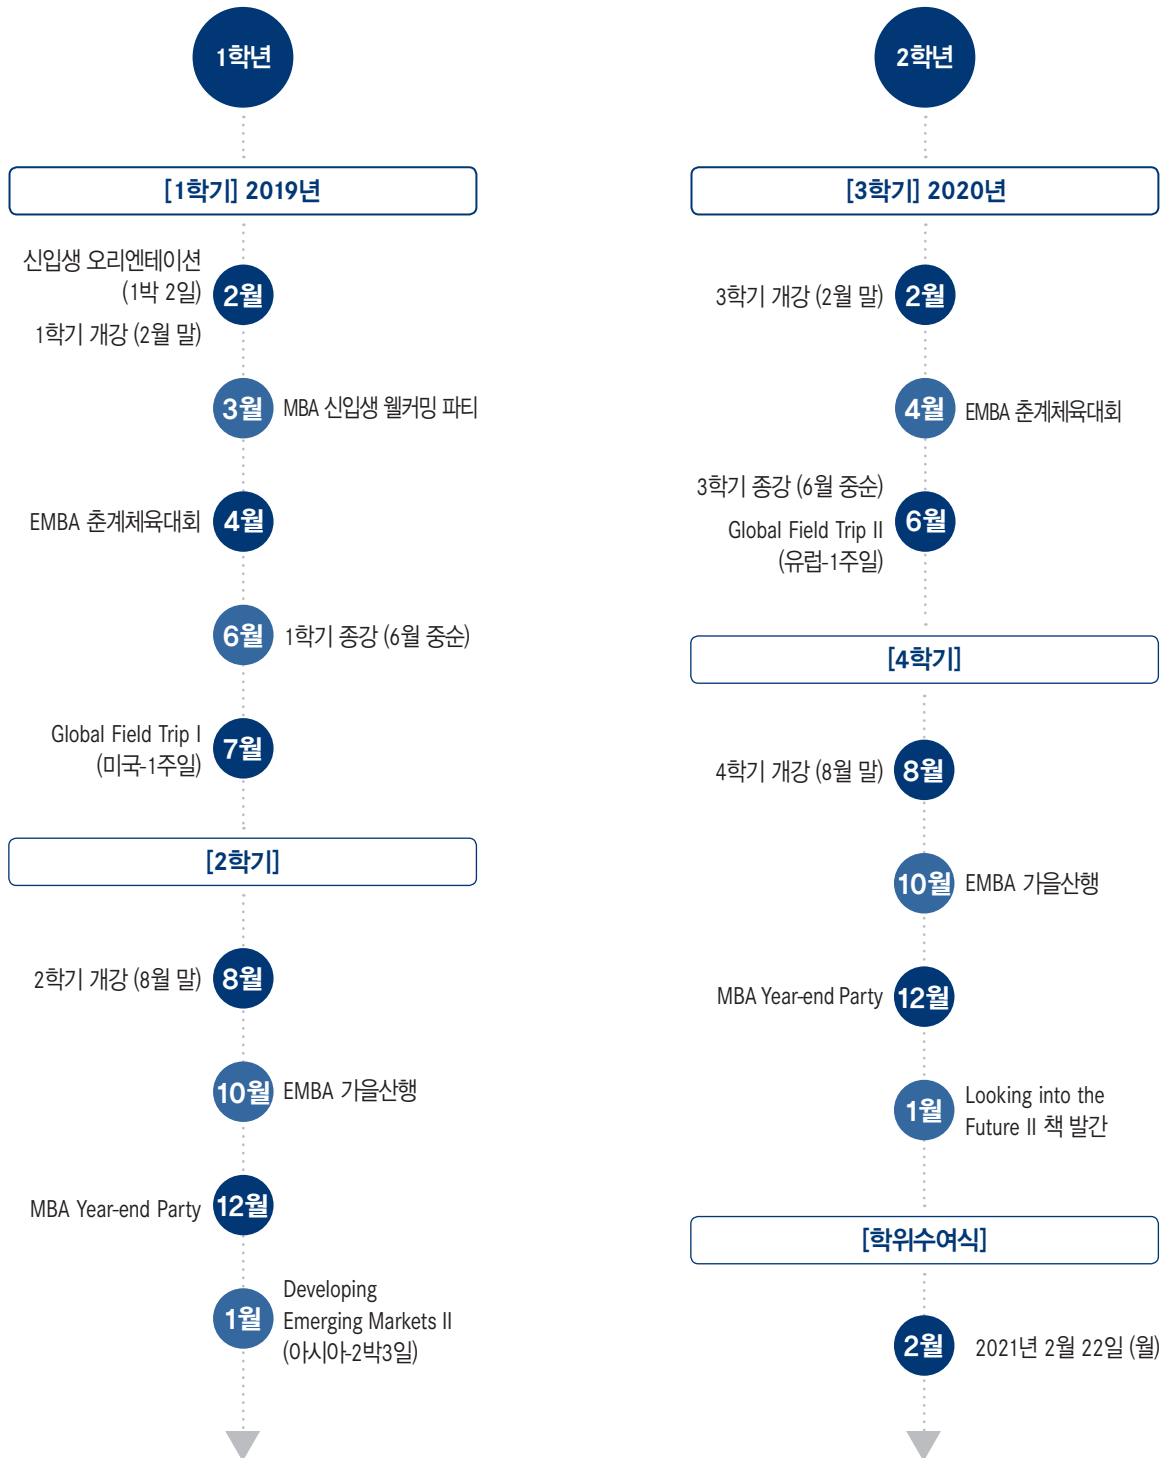 1학년
[1학기] 2019년
신입생 오리엔테이션
(1박 2일)
1학기 개강 (2월 말)
2월
3월
MBA 신입생 웰커밍 파티
EMBA 춘계체육대회
4월
6월
1학기 종강 (6월 중순)
Global Field Trip I
(미국-1주일)
7월
[2학기]
2학기 개강 (8월 말)
8월
10월
EMBA 가을산행
MBA Year-end Party
12월
1월
Developing
Emerging Markets II
(아시아-2박3일)
2학년
[3학기] 2020년
3학기 개강 (2월 말)
2월
4월
EMBA 춘계체육대회
3학기 종강 (6월 중순)
Global Field Trip II
(유럽-1주일)
6월
[4학기]
4학기 개강 (8월 말)
8월
10월
EMBA 가을산행
MBA Year-end Party
12월
1월
Looking into the
Future II 책 발간
[학위수여식]
2월
2021년 2월 22일 (월)